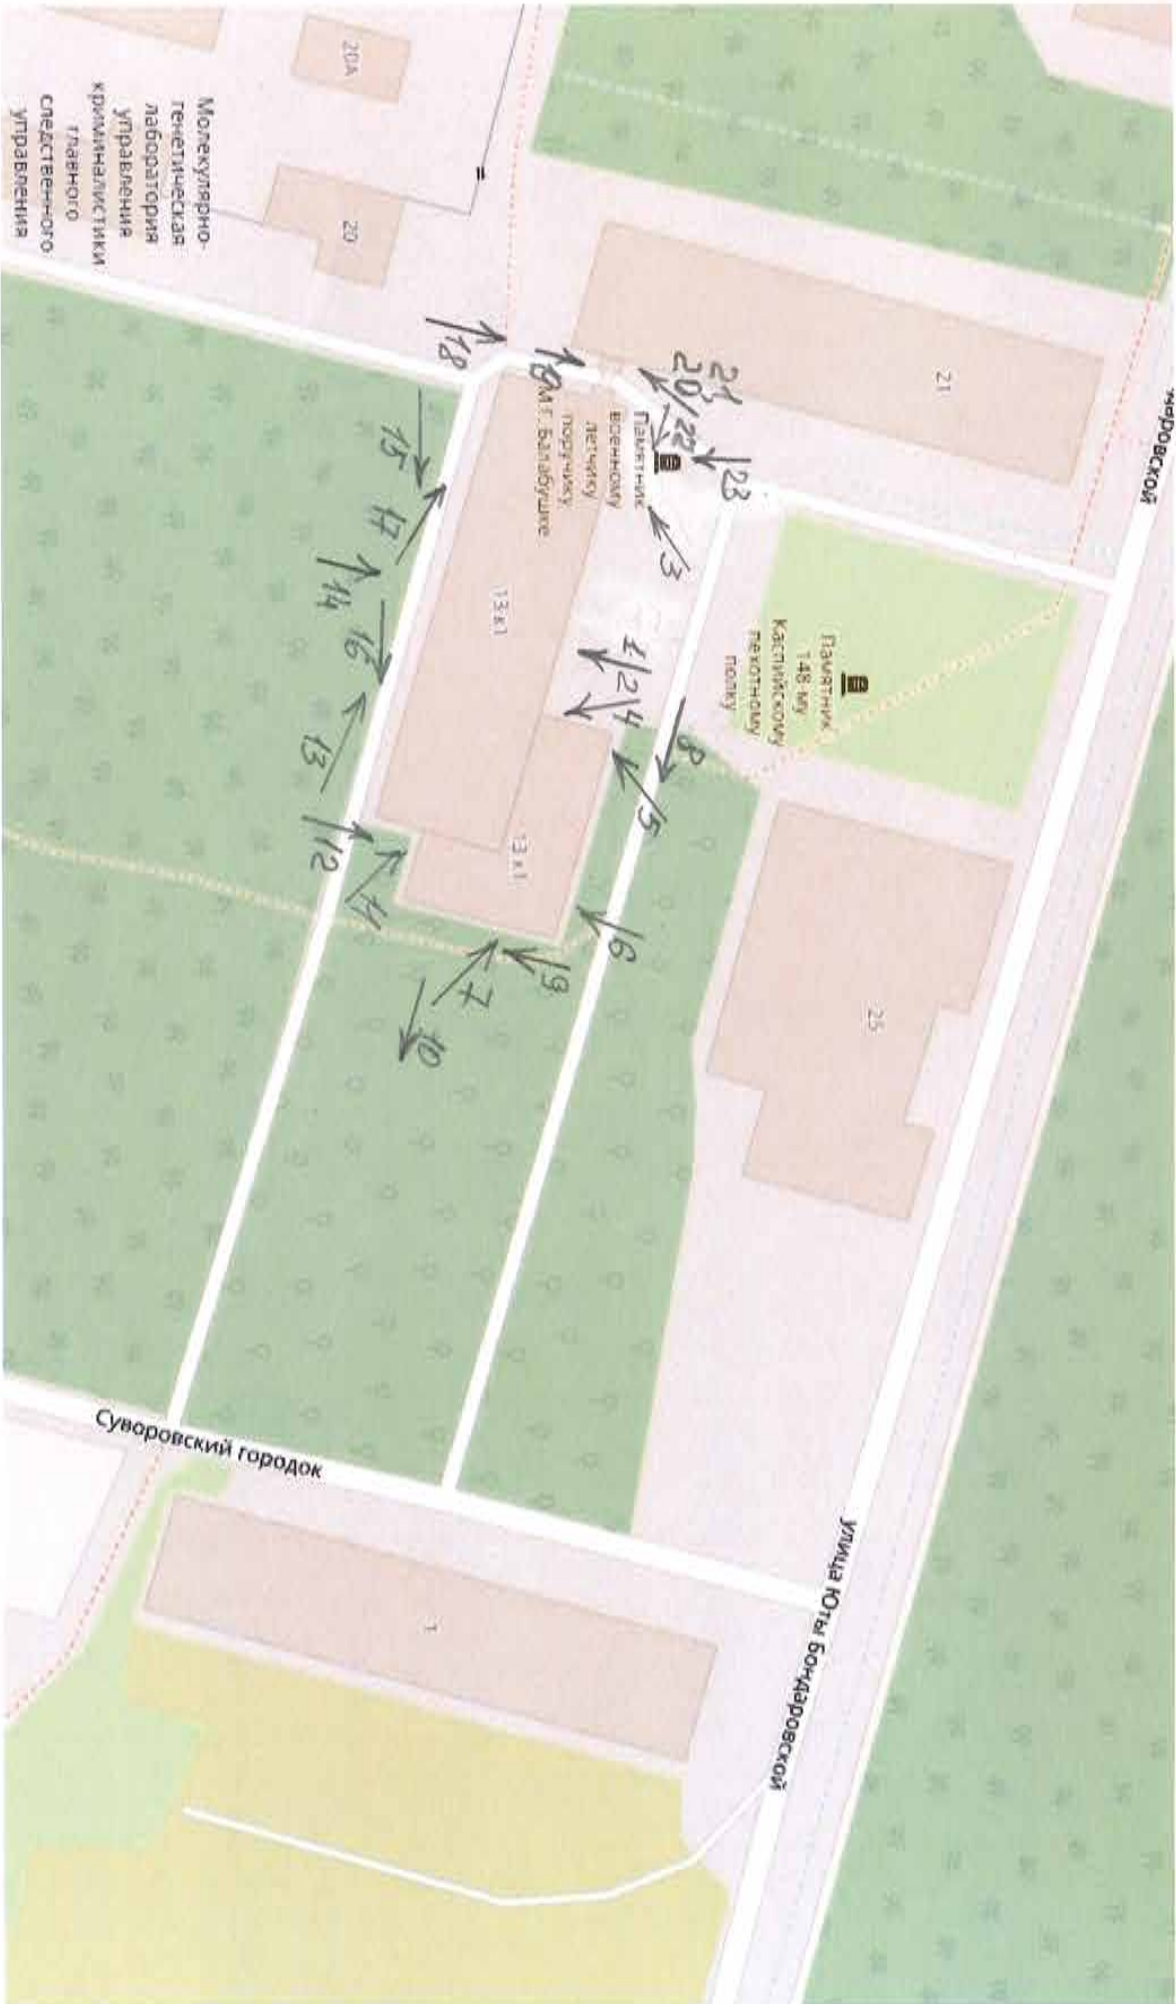 20А
Молекулярно-
генетическая
лаборатория
управления
криминалистики
главного
следственного
управления
20
21
Памятник
военному
летчику
поручику
М.Г. Балабушке
13 к1
13 к1
Памятник
148-му
Каспийскому
пехотному
полку
25
1
Суворовский городок
улица Юты Бондаровской
1
2
3
4
5
6
7
8
9
10
11
12
13
14
15
16
17
18
19
20,
21
22
23